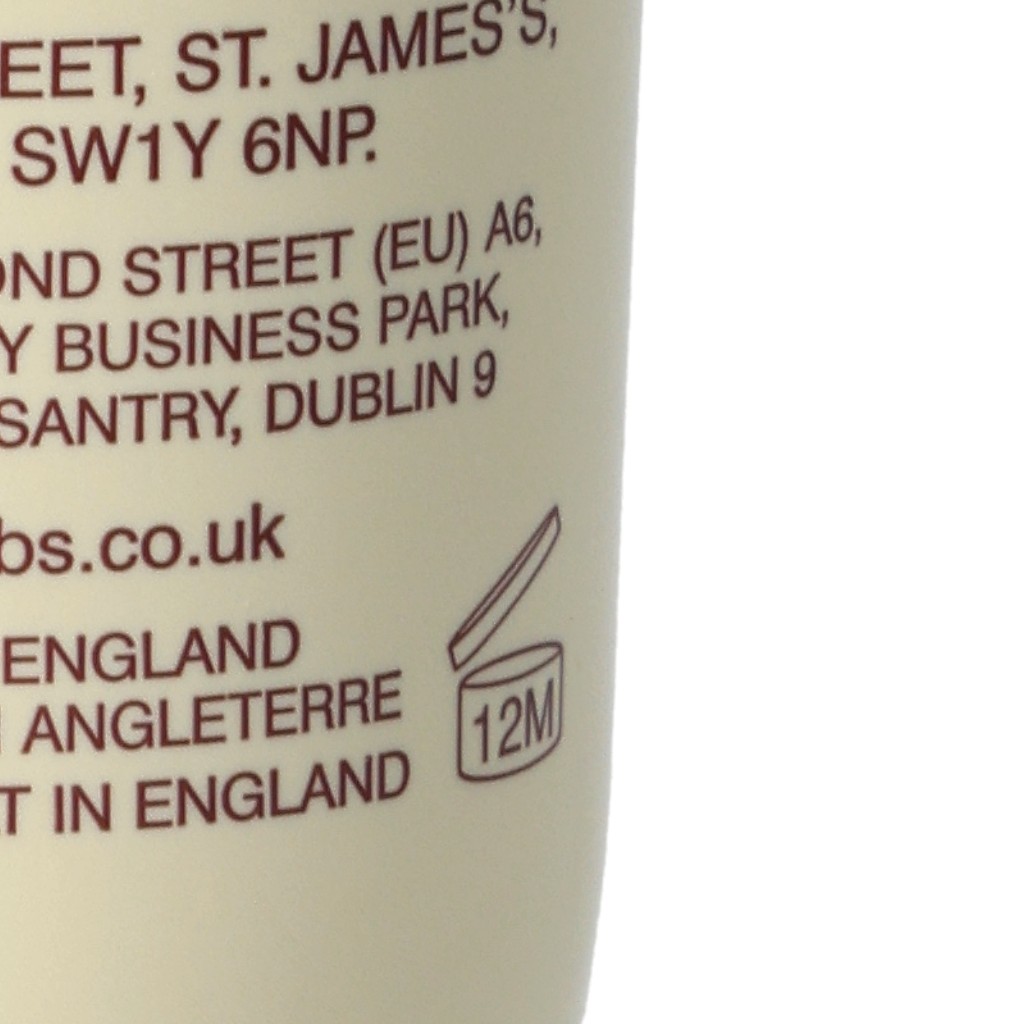 EET, ST. JAMES'S,
SW1Y 6NP.
OND STREET (EU) A6,
Y BUSINESS PARK,
SANTRY, DUBLIN 9
bs.co.uk
ENGLAND
ANGLETERRE
T IN ENGLAND
12M